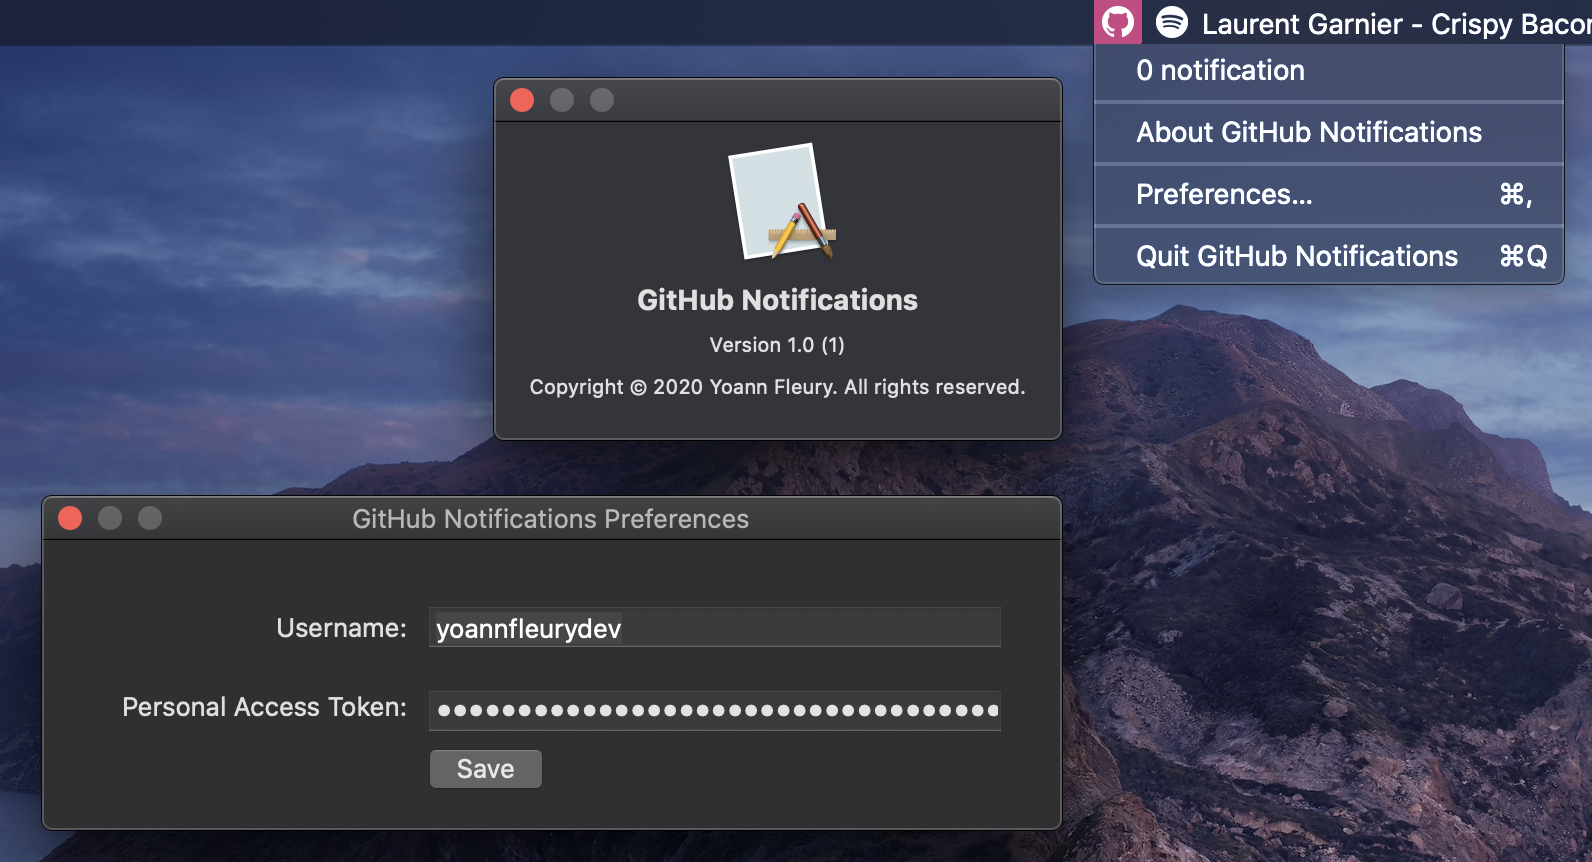 Laurent Garnier - Crispy Bacon
0 notification
About GitHub Notifications
Preferences... ⌘,
Quit GitHub Notifications ⌘Q
GitHub Notifications
Version 1.0 (1)
Copyright © 2020 Yoann Fleury. All rights reserved.
GitHub Notifications Preferences
Username: yoannfleurydev
Personal Access Token: ●●●●●●●●●●●●●●●●●●●●●●●●●●●●●●●●●●●
Save